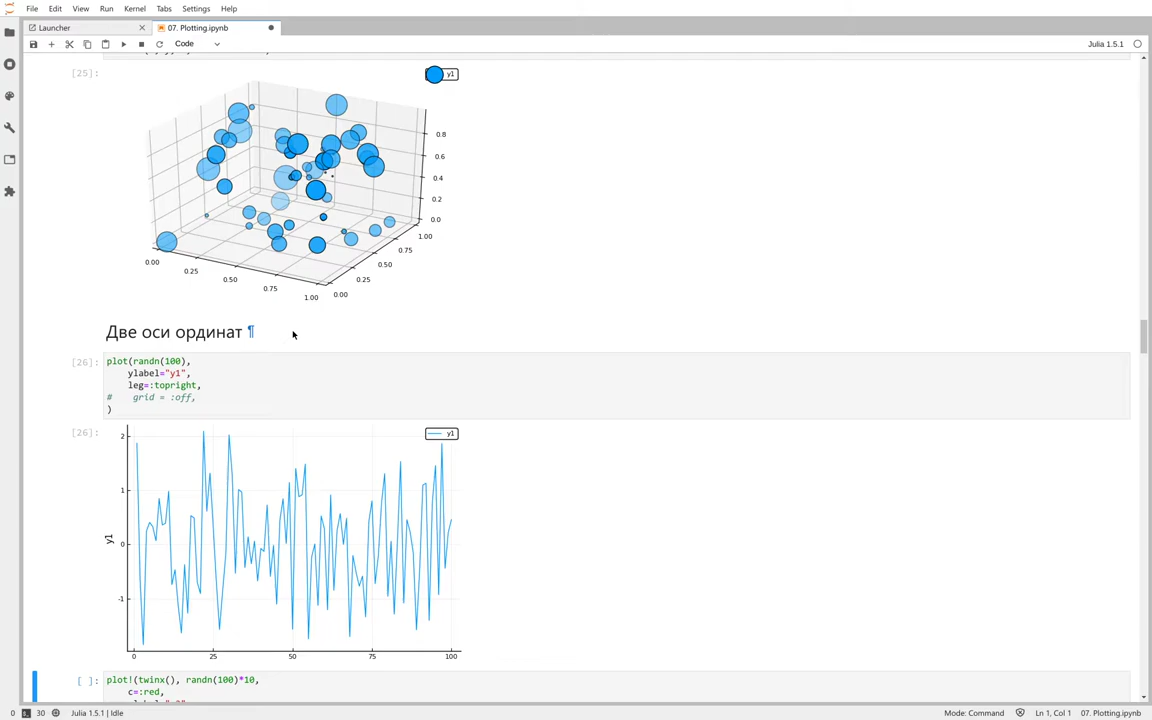 File Edit View Run Kernel Tabs Settings Help
Launcher
07. Plotting.ipynb
Code
Julia 1.5.1
[25]:
y1
0.8
0.6
0.4
0.2
0.0
1.00
0.75
0.50
0.25
0.00
0.00
0.25
0.50
0.75
1.00
Две оси ординат ¶
[26]:
plot(randn(100),
ylabel="y1",
leg=:topright,
# grid = :off,
)
[26]:
y1
2
1
0
-1
y1
0 25 50 75 100
[ ]:
plot!(twinx(), randn(100)*10,
c=:red,
0 30 Julia 1.5.1 | Idle
Mode: Command Ln 1, Col 1 07. Plotting.ipynb